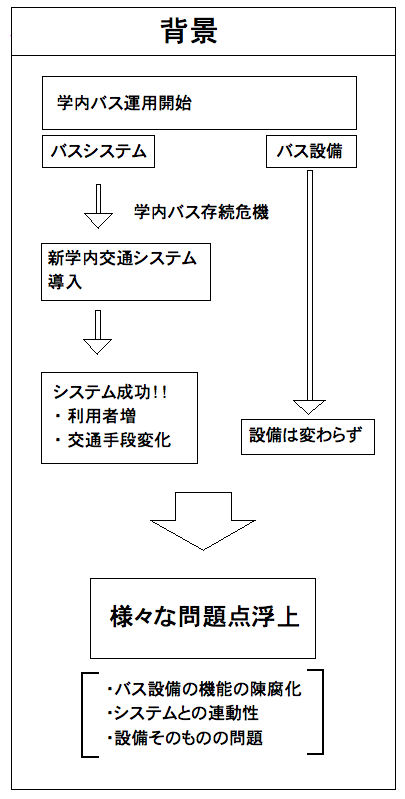 背景
学内バス運用開始
バスシステム
バス設備
学内バス存続危機
新学内交通システム
導入
システム成功!!
・利用者増
・交通手段変化
設備は変わらず
様々な問題点浮上
・バス設備の機能の陳腐化
・システムとの連動性
・設備そのものの問題